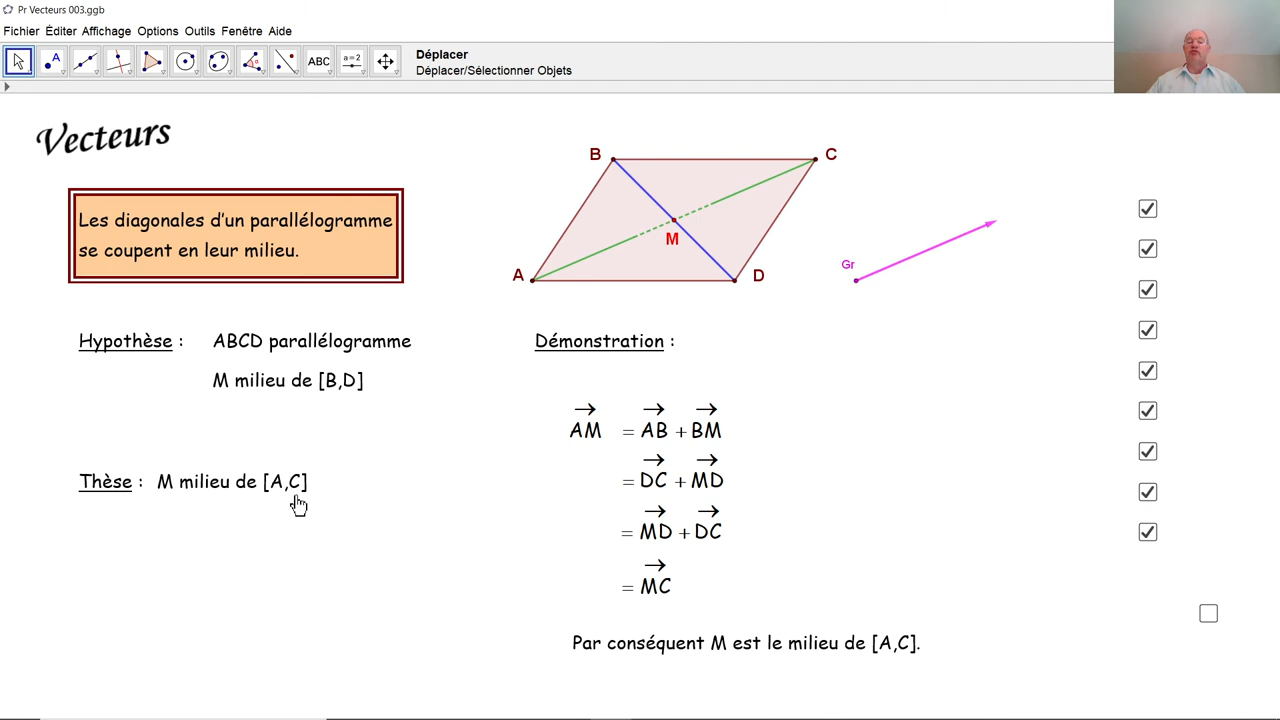 Pr Vecteurs 003.ggb
Fichier Éditer Affichage Options Outils Fenêtre Aide
A
ABC
a=2
Déplacer
Déplacer/Sélectionner Objets
Vecteurs
Les diagonales d'un parallélogramme
se coupent en leur milieu.
B
C
M
A
D
Gr
Hypothèse : ABCD parallélogramme
M milieu de [B,D]
Thèse : M milieu de [A,C]
Démonstration :
AM = AB + BM
= DC + MD
= MD + DC
= MC
Par conséquent M est le milieu de [A,C].